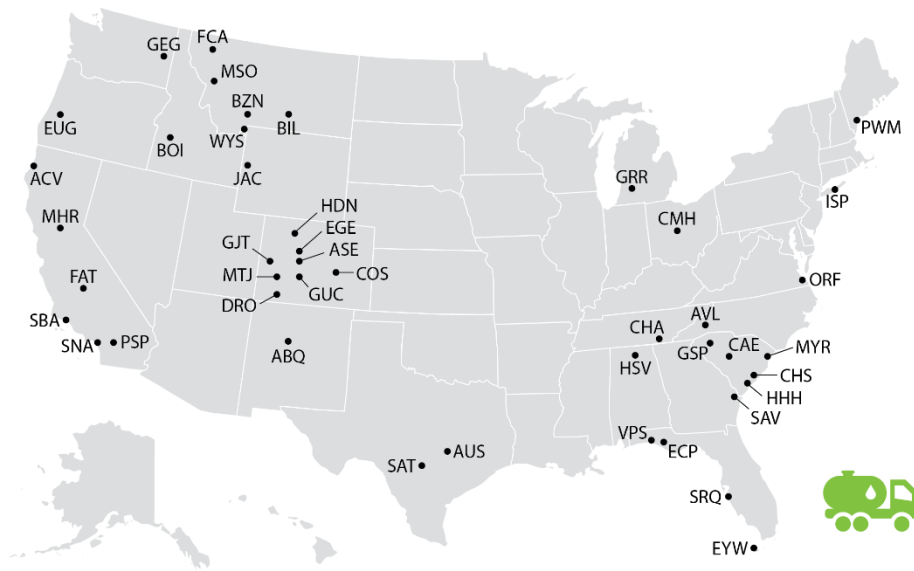 FCA
GEG
MSO
BZN
BIL
EUG
WYS
BOI
PWM
ACV
JAC
GRR
ISP
HDN
MHR
CMH
EGE
GJT
ASE
MTJ
COS
FAT
GUC
ORF
DRO
SBA
AVL
CHA
SNA
PSP
GSP
CAE
MYR
ABQ
HSV
CHS
HHH
SAV
VPS
AUS
ECP
SAT
SRQ
EYW